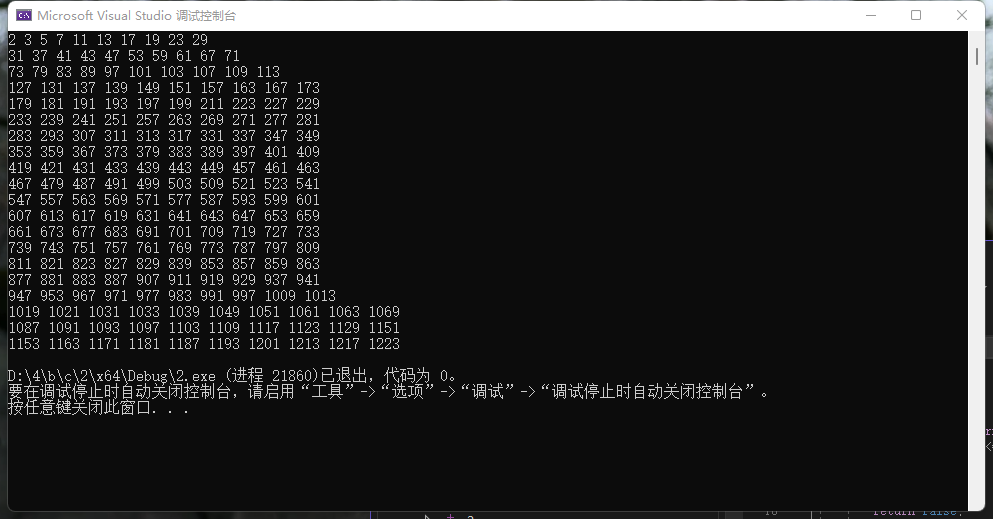 Microsoft Visual Studio 调试控制台
2 3 5 7 11 13 17 19 23 29
31 37 41 43 47 53 59 61 67 71
73 79 83 89 97 101 103 107 109 113
127 131 137 139 149 151 157 163 167 173
179 181 191 193 197 199 211 223 227 229
233 239 241 251 257 263 269 271 277 281
283 293 307 311 313 317 331 337 347 349
353 359 367 373 379 383 389 397 401 409
419 421 431 433 439 443 449 457 461 463
467 479 487 491 499 503 509 521 523 541
547 557 563 569 571 577 587 593 599 601
607 613 617 619 631 641 643 647 653 659
661 673 677 683 691 701 709 719 727 733
739 743 751 757 761 769 773 787 797 809
811 821 823 827 829 839 853 857 859 863
877 881 883 887 907 911 919 929 937 941
947 953 967 971 977 983 991 997 1009 1013
1019 1021 1031 1033 1039 1049 1051 1061 1063 1069
1087 1091 1093 1097 1103 1109 1117 1123 1129 1151
1153 1163 1171 1181 1187 1193 1201 1213 1217 1223
D:\4\b\c\2\x64\Debug\2.exe (进程 21860)已退出，代码为 0。
要在调试停止时自动关闭控制台，请启用“工具”->“选项”->“调试”->“调试停止时自动关闭控制台”。
按任意键关闭此窗口. . .
return false;